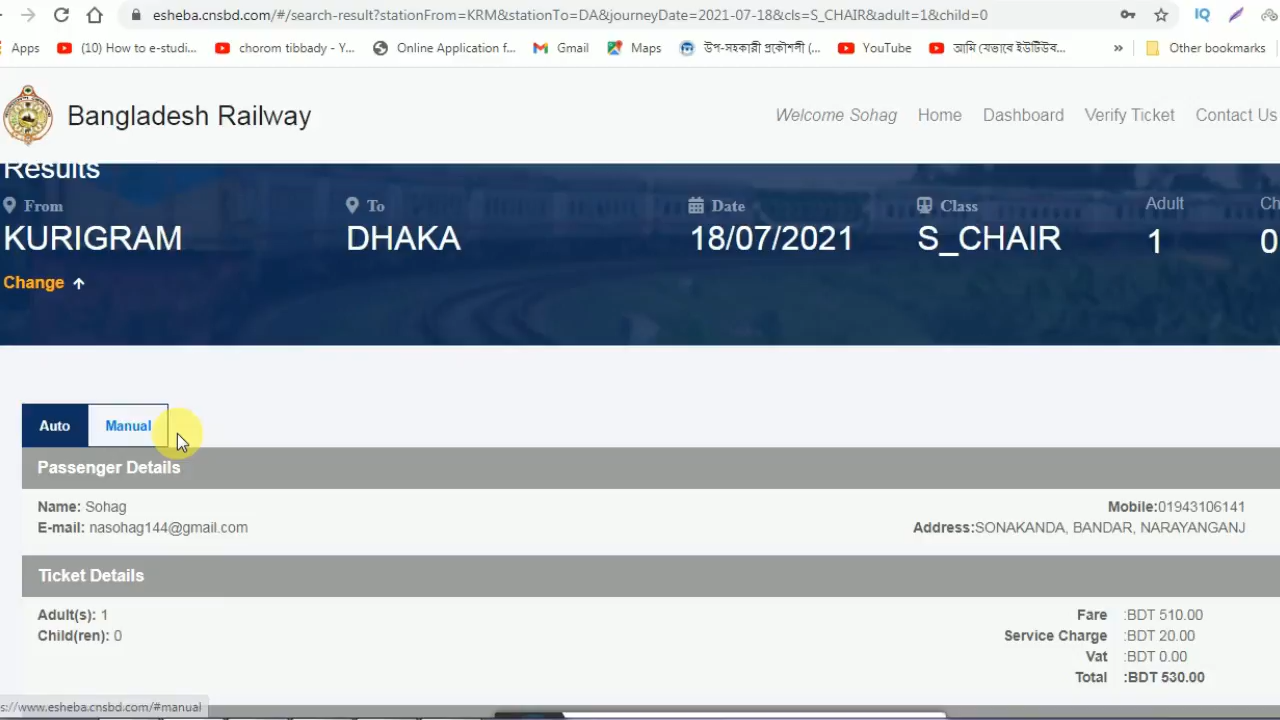 esheba.cnsbd.com/#/search-result?stationFrom=KRM&stationTo=DA&journeyDate=2021-07-18&cls=S_CHAIR&adult=1&child=0 IQ
Apps (10) How to e-studi... chorom tibbady - Y... Online Application f... Gmail Maps উপ-সহকারী প্রকৌশলী (... YouTube আমি যেভাবে ইউটিউব... » Other bookmarks
Bangladesh Railway Welcome Sohag Home Dashboard Verify Ticket Contact Us
Results
From To Date Class Adult Ch
KURIGRAM DHAKA 18/07/2021 S_CHAIR 1 0
Change
Auto Manual
Passenger Details
Name: Sohag Mobile:01943106141
E-mail: nasohag144@gmail.com Address:SONAKANDA, BANDAR, NARAYANGANJ
Ticket Details
Adult(s): 1 Fare :BDT 510.00
Child(ren): 0 Service Charge :BDT 20.00
Vat :BDT 0.00
Total :BDT 530.00
s://www.esheba.cnsbd.com/#manual